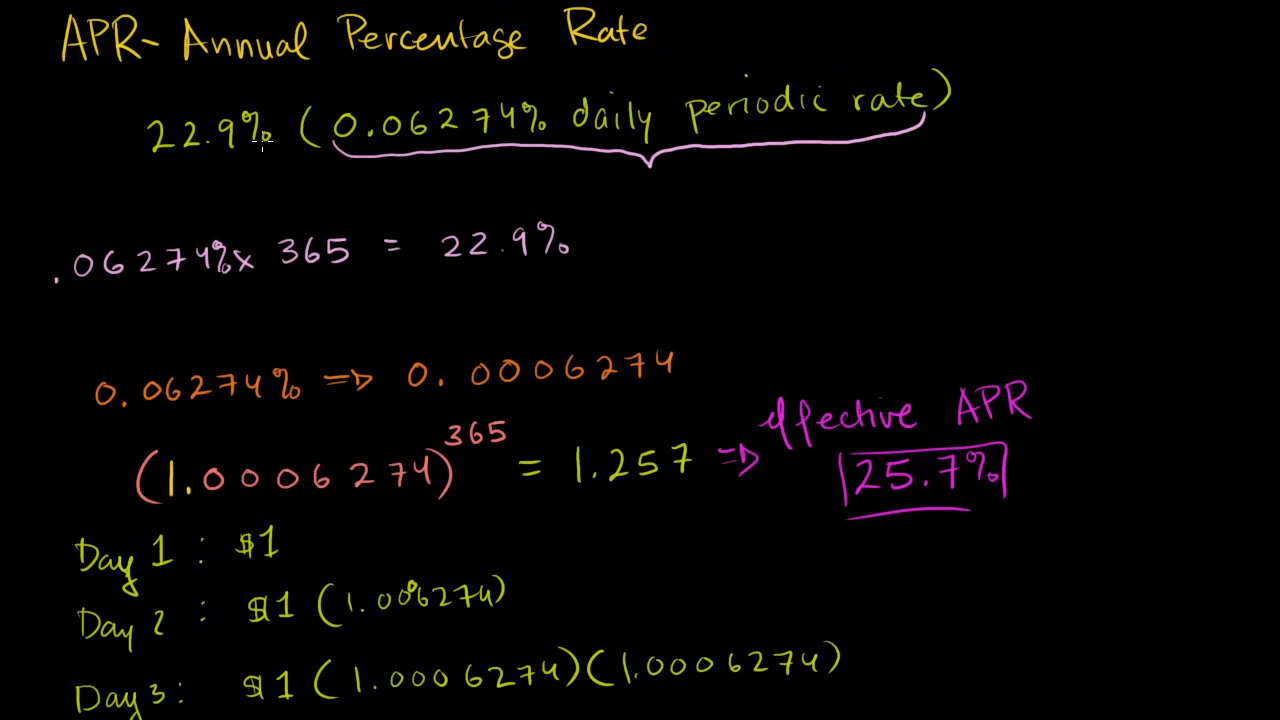 APR- Annual Percentage Rate
22.9% (0.06274% daily periodic rate)
.06274% x 365 = 22.9%
0.06274% => 0.0006274
(1.0006274)^365 = 1.257 => effective APR
25.7%
Day 1 : $1
Day 2 : $1 (1.0006274)
Day 3: $1 (1.0006274)(1.0006274)